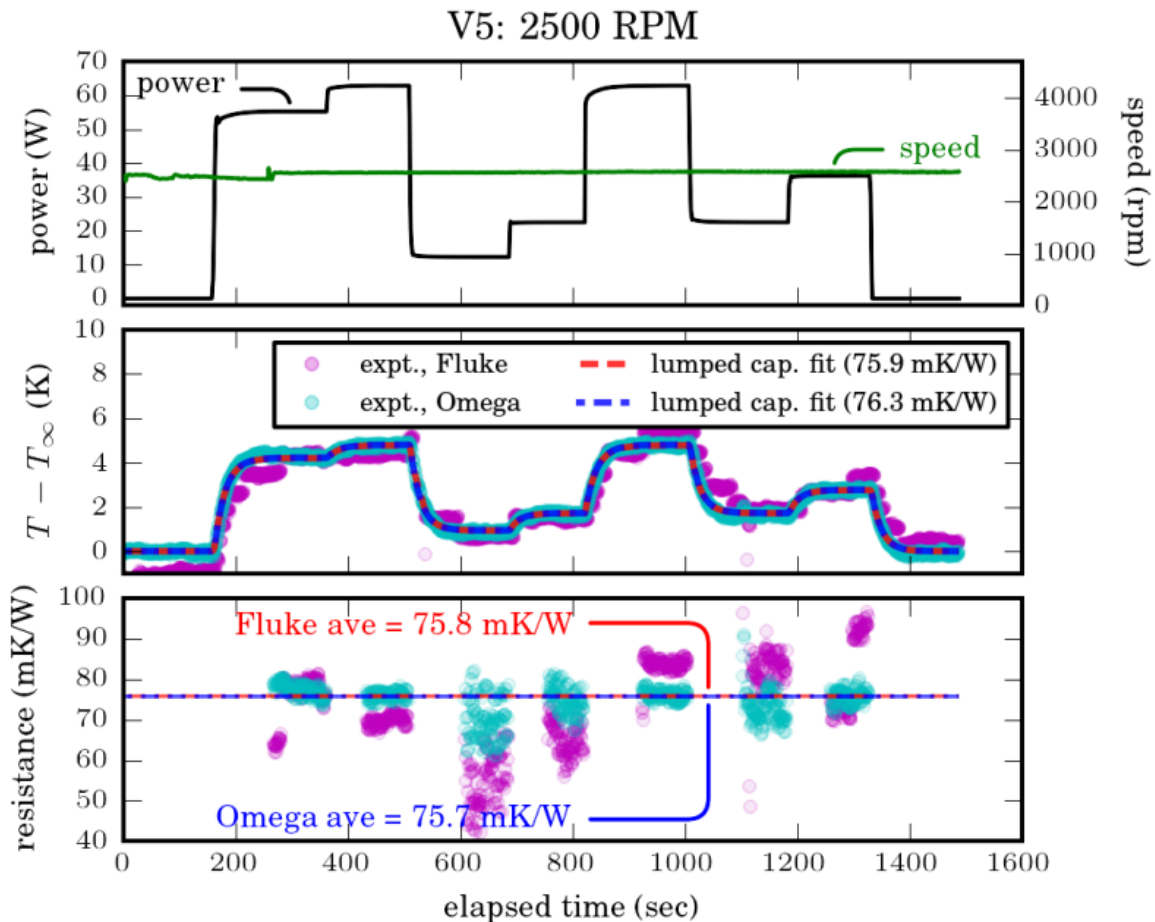 V5: 2500 RPM
power (W)
70
60
50
40
30
20
10
0
power
speed
4000
3000
2000
1000
0
speed (rpm)
T − T∞ (K)
10
8
6
4
2
0
expt., Fluke
lumped cap. fit (75.9 mK/W)
expt., Omega
lumped cap. fit (76.3 mK/W)
resistance (mK/W)
100
90
80
70
60
50
40
Fluke ave = 75.8 mK/W
Omega ave = 75.7 mK/W
0 200 400 600 800 1000 1200 1400 1600
elapsed time (sec)